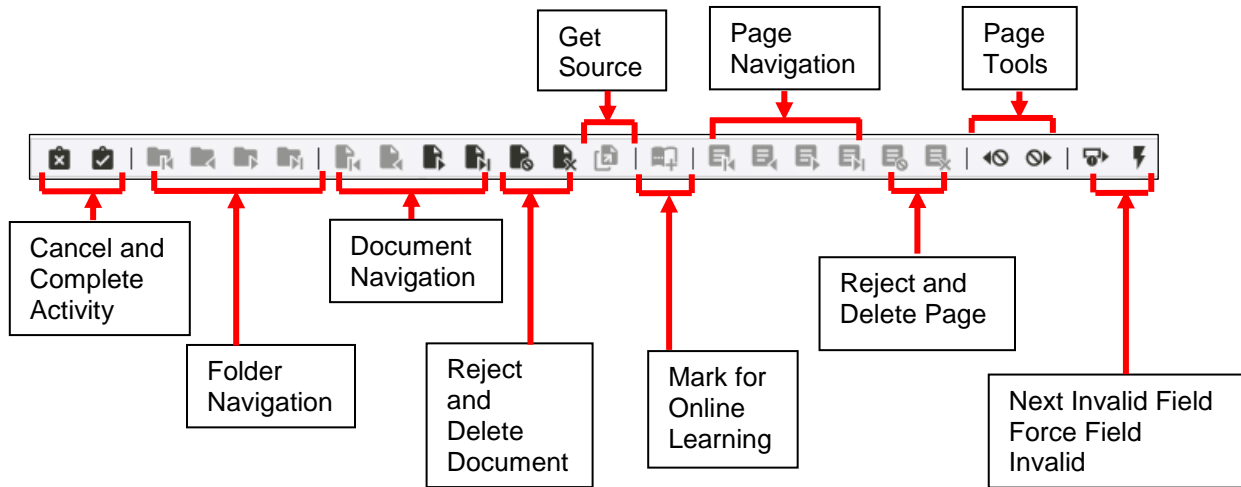 Get
Source
Page
Navigation
Page
Tools
Cancel and
Complete
Activity
Folder
Navigation
Document
Navigation
Reject
and
Delete
Document
Mark for
Online
Learning
Reject and
Delete Page
Next Invalid Field
Force Field
Invalid